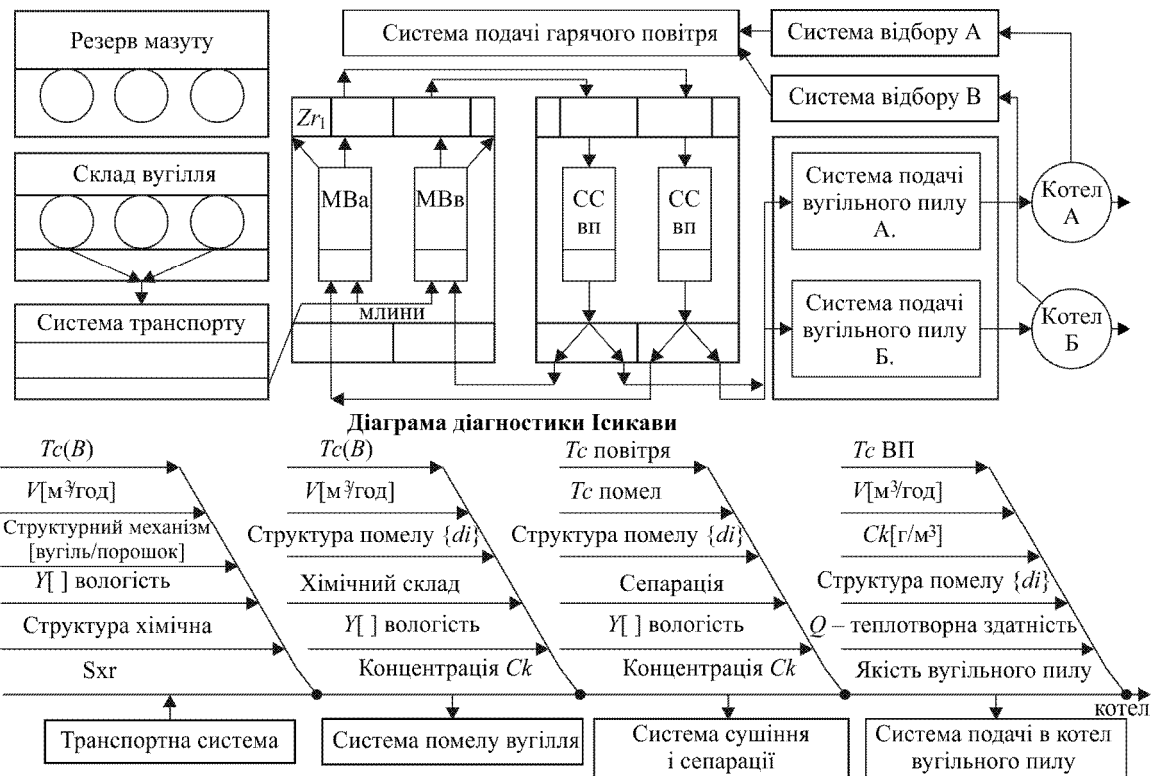 Резерв мазуту
Система подачі гарячого повітря
Система відбору А
Система відбору В
Zr₁
Склад вугілля
МВа
МВв
СС
вп
СС
вп
Система подачі
вугільного пилу
А.
Котел
А
Система транспорту
млини
Система подачі
вугільного пилу
Б.
Котел
Б
Діаграма діагностики Ісикави
Tc(B)
V[м³/год]
Структурний механізм
[вугіль/порошок]
Y[ ] вологість
Структура хімічна
Sxr
Tc(B)
V[м³/год]
Структура помелу {di}
Хімічний склад
Y[ ] вологість
Концентрація Ck
Tc повітря
Tc помел
Структура помелу {di}
Сепарація
Y[ ] вологість
Концентрація Ck
Tc ВП
V[м³/год]
Ck[г/м³]
Структура помелу {di}
Q – теплотворна здатність
Якість вугільного пилу
котел
Транспортна система
Система помелу вугілля
Система сушіння
і сепарації
Система подачі в котел
вугільного пилу